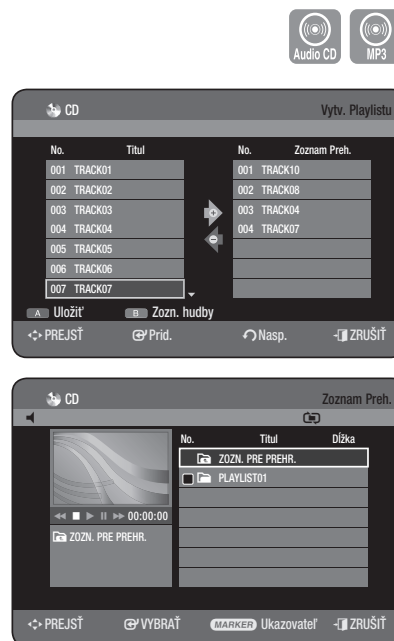 Audio CD MP3
CD Vytv. Playlistu
No. Titul No. Zoznam Preh.
001 TRACK01 001 TRACK10
002 TRACK02 002 TRACK08
003 TRACK03 003 TRACK04
004 TRACK04 004 TRACK07
005 TRACK05
006 TRACK06
007 TRACK07
A Uložiť B Zozn. hudby
PREJSŤ Prid. Nasp. ZRUŠIŤ
CD Zoznam Preh.
No. Titul Dĺžka
ZOZN. PRE PREHR.
PLAYLIST01
00:00:00
ZOZN. PRE PREHR.
PREJSŤ VYBRAŤ MARKER Ukazovateľ ZRUŠIŤ